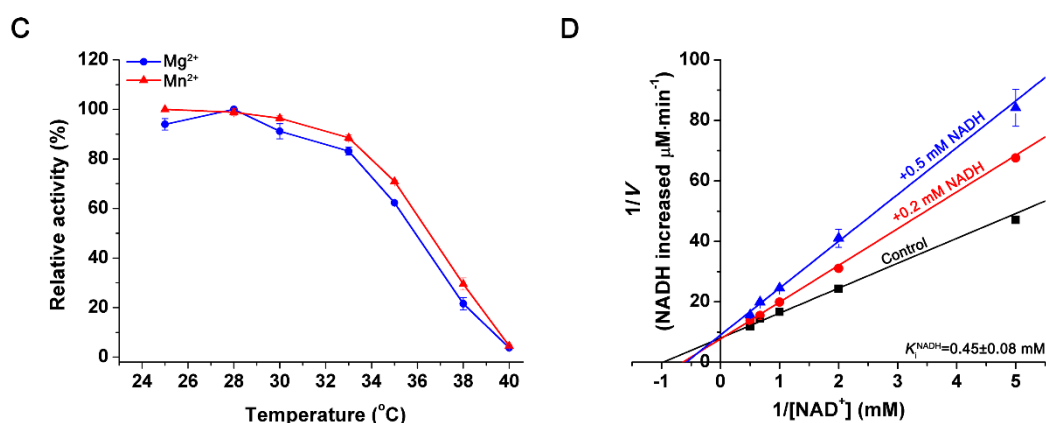 C
Mg²⁺
Mn²⁺
120
100
80
60
40
20
0
Relative activity (%)
24 26 28 30 32 34 36 38 40
Temperature (°C)
D
100
80
60
40
20
0
1/V
(NADH increased μM·min⁻¹)
+0.5 mM NADH
+0.2 mM NADH
Control
Kᵢᴺᴬᴰᴴ=0.45±0.08 mM
-1 0 1 2 3 4 5
1/[NAD⁺] (mM)